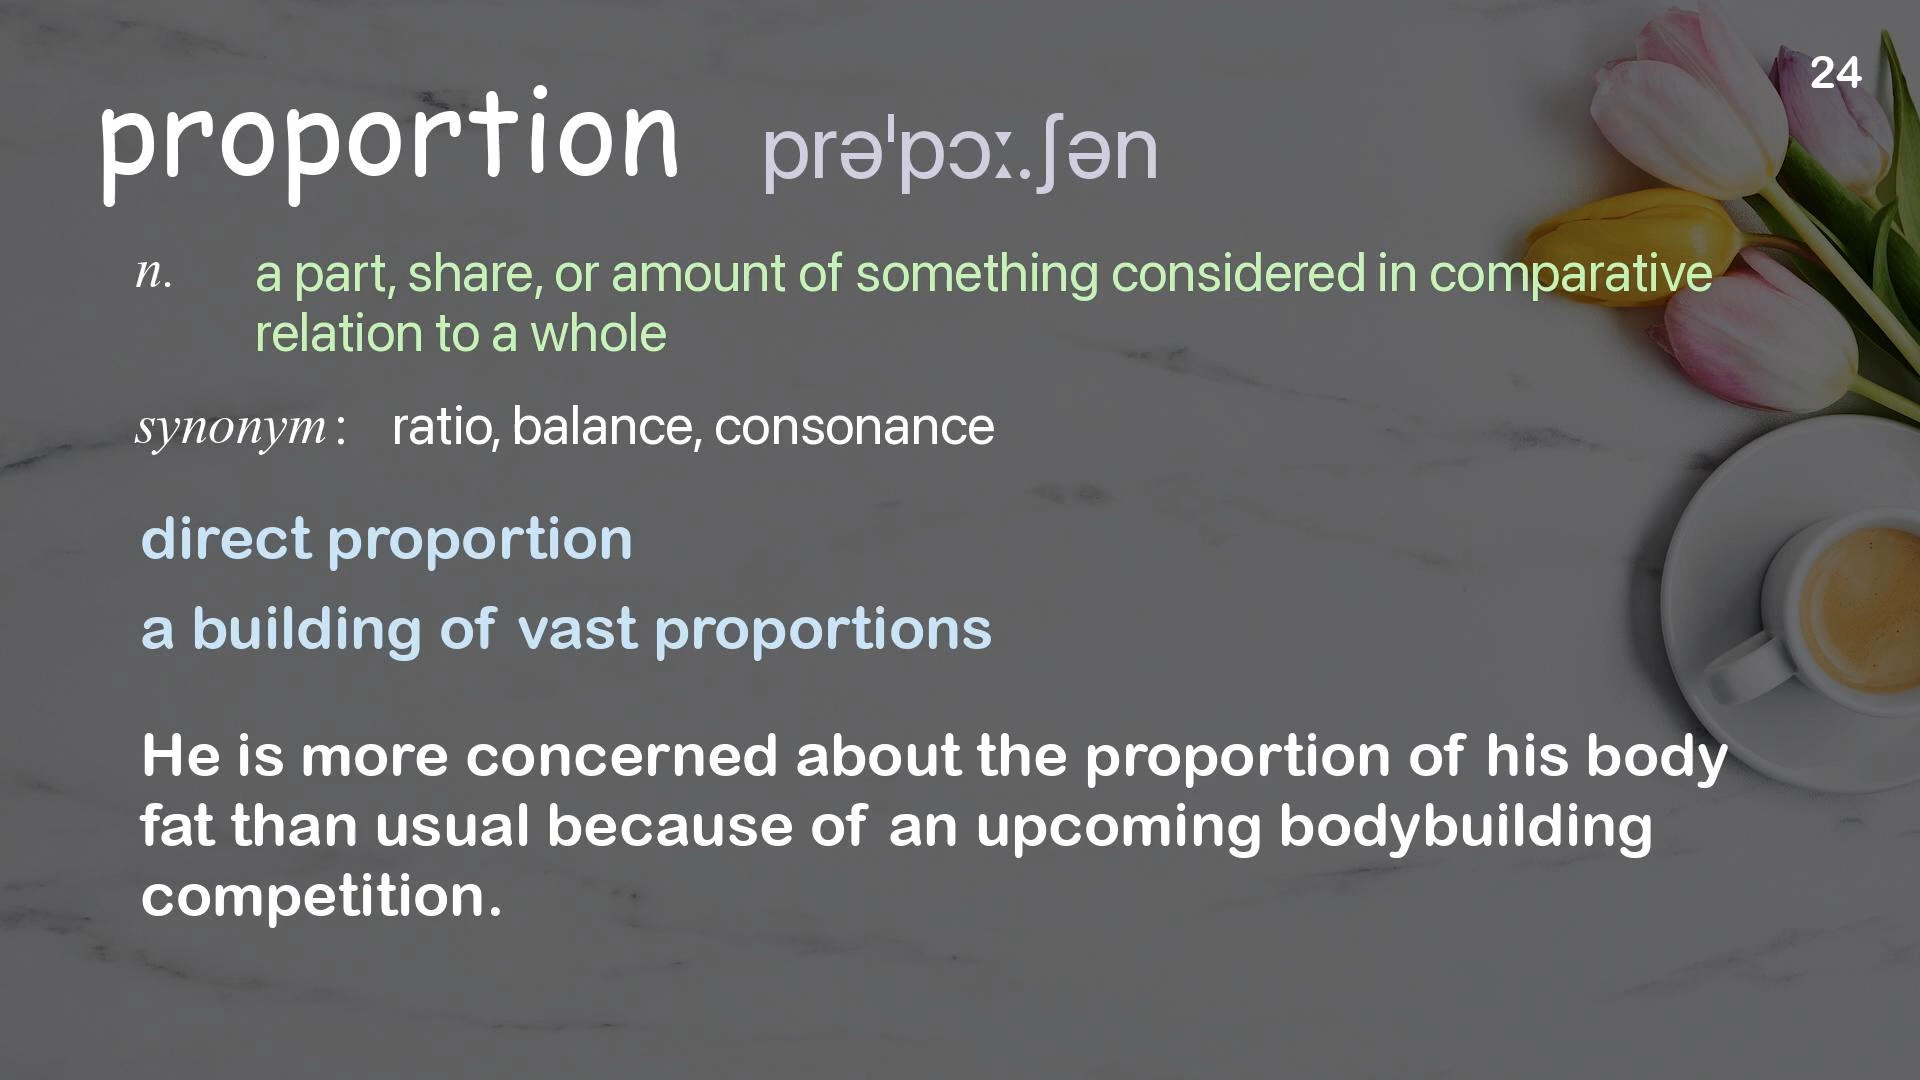 24
proportion prəˈpɔː.ʃən
n. a part, share, or amount of something considered in comparative
relation to a whole
synonym: ratio, balance, consonance
direct proportion
a building of vast proportions
He is more concerned about the proportion of his body
fat than usual because of an upcoming bodybuilding
competition.